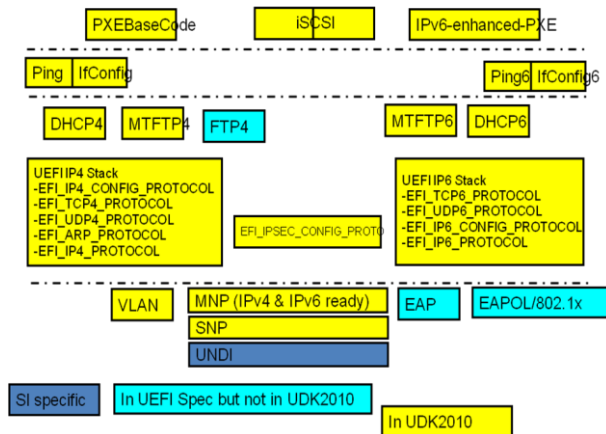 PXEBaseCode iSCSI IPv6-enhanced-PXE
Ping IfConfig Ping6 IfConfig6
DHCP4 MTFTP4 FTP4 MTFTP6 DHCP6
UEFI IP4 Stack
-EFI_IP4_CONFIG_PROTOCOL
-EFI_TCP4_PROTOCOL
-EFI_UDP4_PROTOCOL
-EFI_ARP_PROTOCOL
-EFI_IP4_PROTOCOL
EFI_IPSEC_CONFIG_PROTO
UEFI IP6 Stack
-EFI_TCP6_PROTOCOL
-EFI_UDP6_PROTOCOL
-EFI_IP6_CONFIG_PROTOCOL
-EFI_IP6_PROTOCOL
VLAN MNP (IPv4 & IPv6 ready) EAP EAPOL/802.1x
SNP
UNDI
SI specific In UEFI Spec but not in UDK2010
In UDK2010